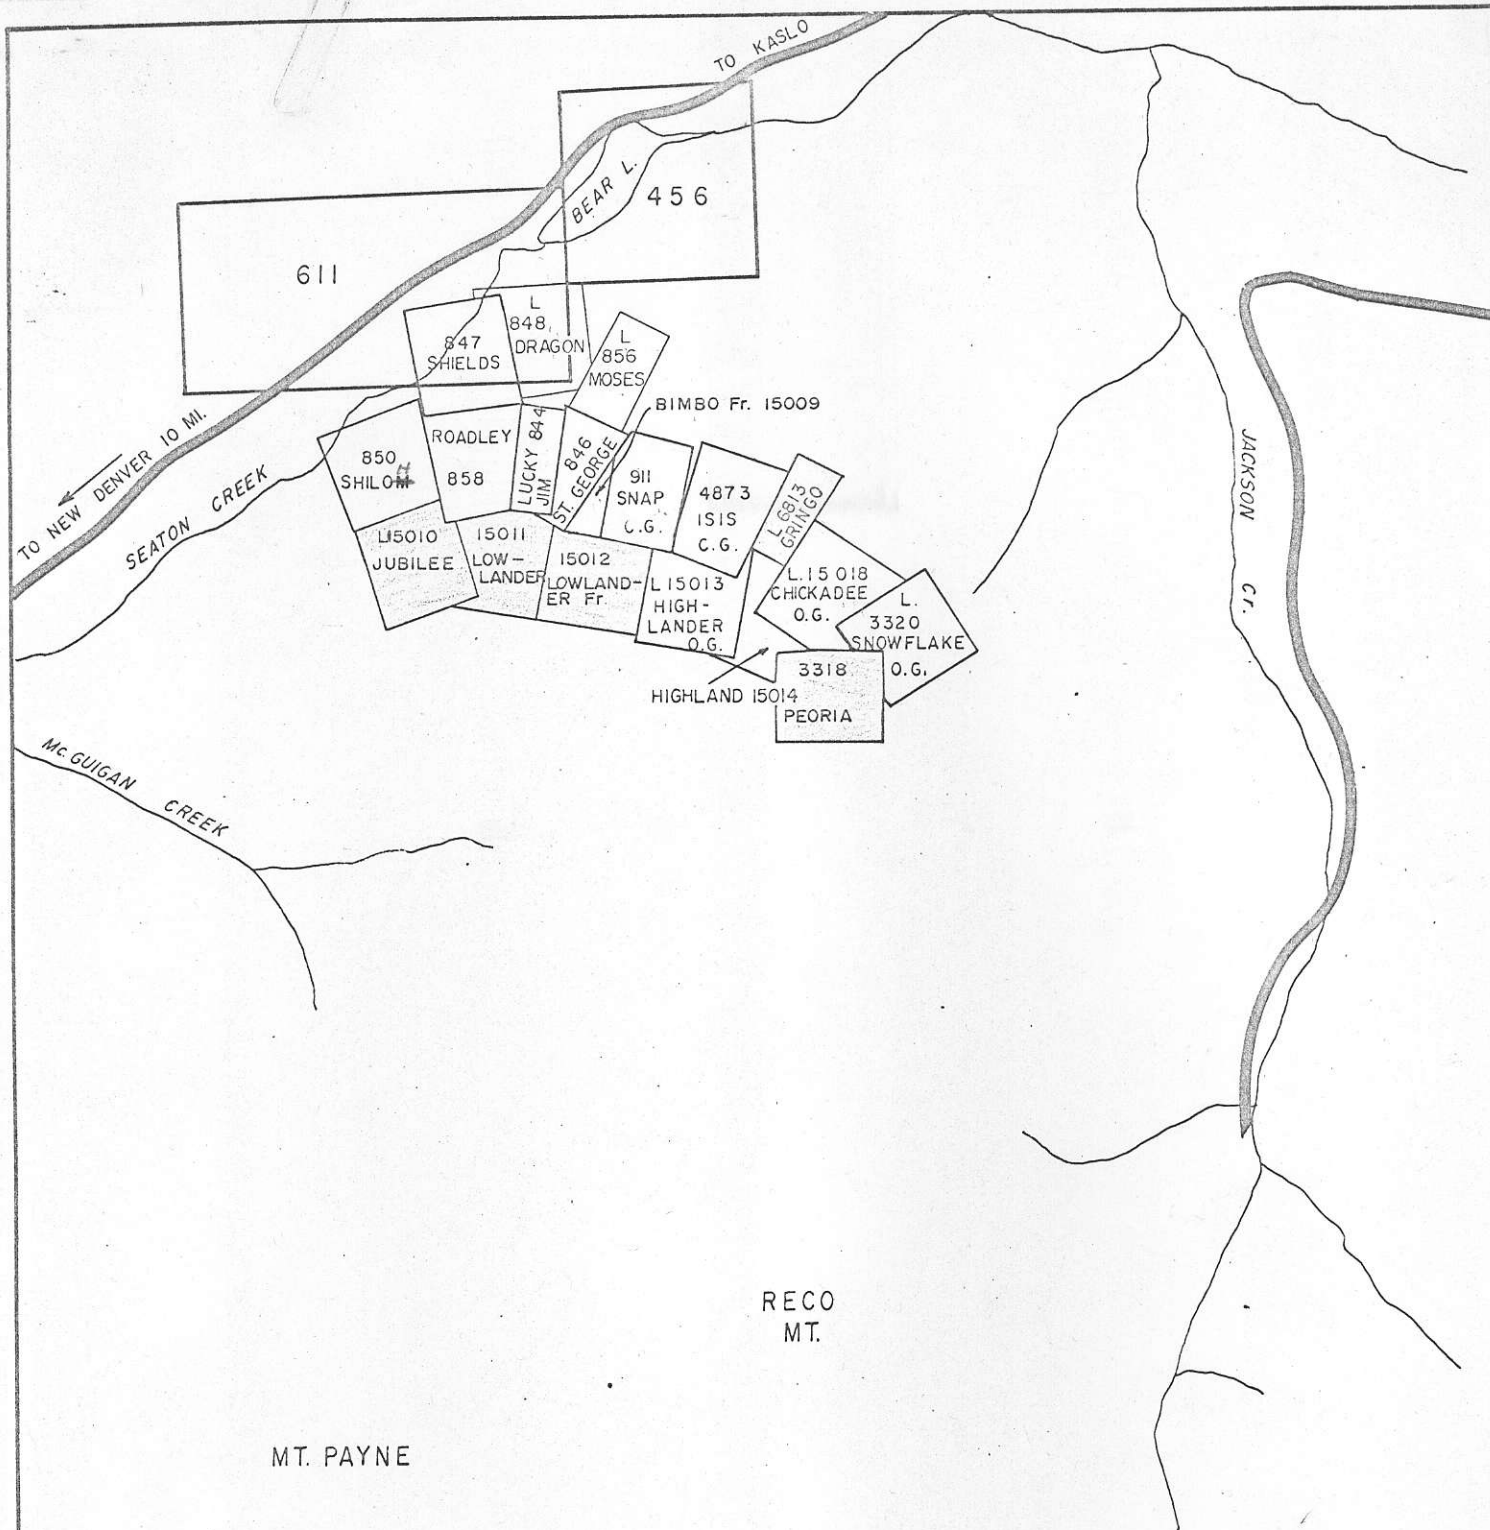 TO KASLO
BEAR L.
456
611
L
848
DRAGON
847
SHIELDS
L
856
MOSES
BIMBO Fr. 15009
TO NEW DENVER 10 MI.
SEATON CREEK
850
SHILOH
ROADLEY
858
LUCKY 844
JIM
846
ST. GEORGE
911
SNAP
C.G.
4873
ISIS
C.G.
L 6813
GRINGO
JACKSON Cr.
L15010
JUBILEE
15011
LOW-
LANDER
15012
LOWLAND-
ER Fr.
L 15013
HIGH-
LANDER
O.G.
L. 15018
CHICKADEE
O.G.
L.
3320
SNOWFLAKE
O.G.
3318
PEORIA
HIGHLAND 15014
Mc.GUIGAN CREEK
RECO
MT.
MT. PAYNE